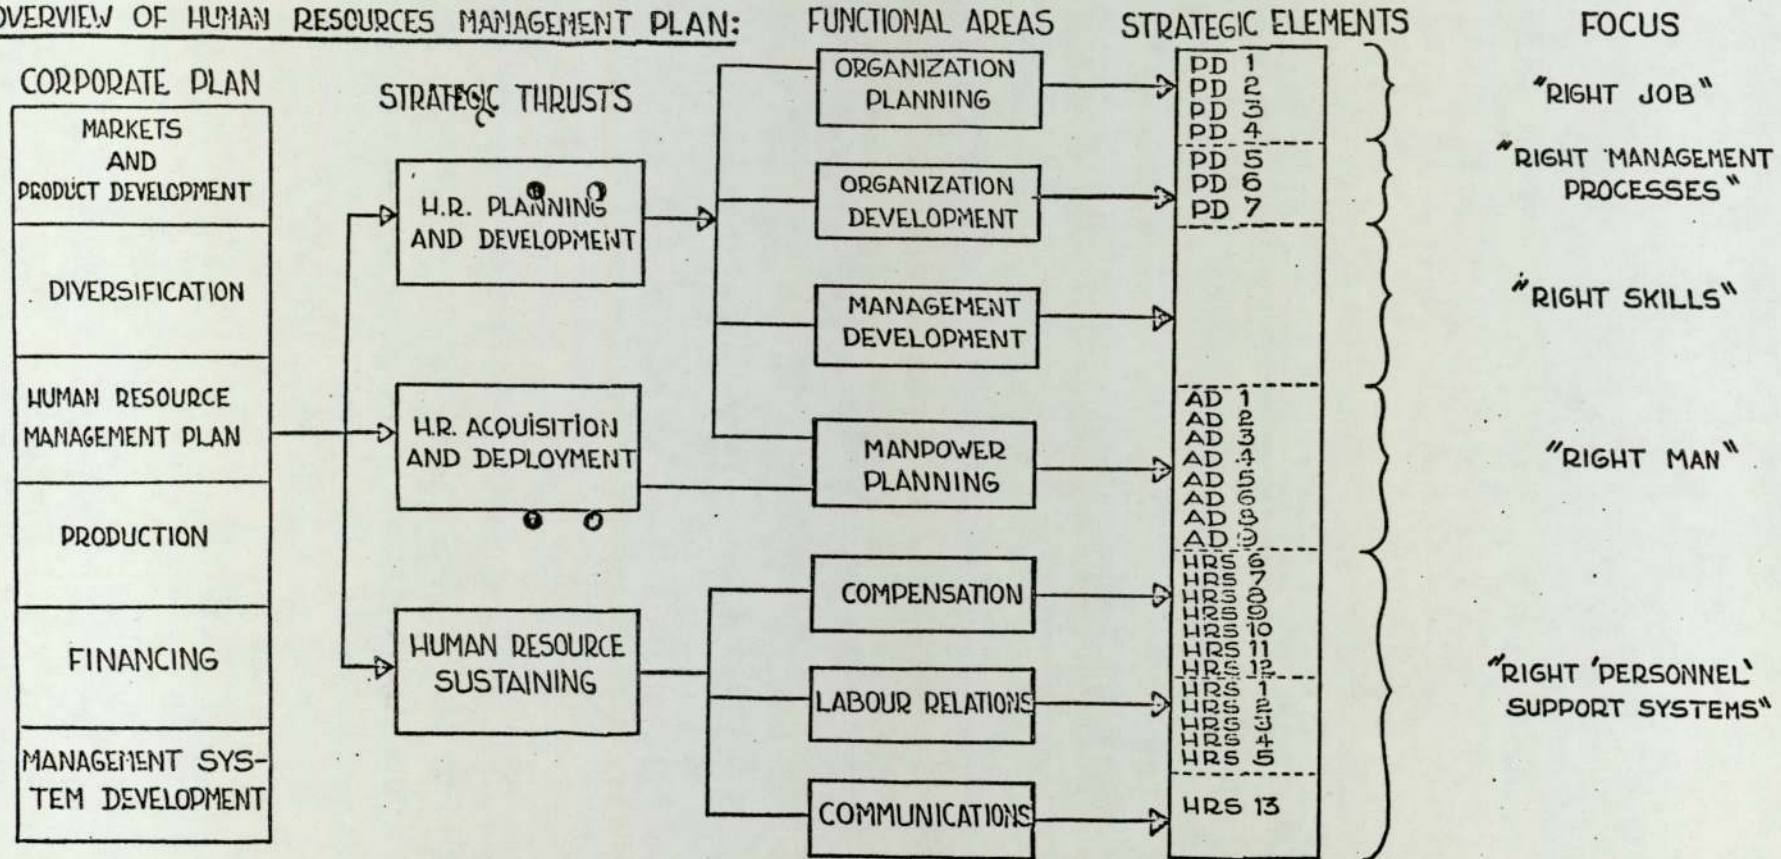 OVERVIEW OF HUMAN RESOURCES MANAGEMENT PLAN:
CORPORATE PLAN
MARKETS
AND
PRODUCT DEVELOPMENT
DIVERSIFICATION
HUMAN RESOURCE
MANAGEMENT PLAN
PRODUCTION
FINANCING
MANAGEMENT SYS-
TEM DEVELOPMENT
STRATEGIC THRUSTS
H.R. PLANNING
AND DEVELOPMENT
H.R. ACQUISITION
AND DEPLOYMENT
HUMAN RESOURCE
SUSTAINING
FUNCTIONAL AREAS
ORGANIZATION
PLANNING
ORGANIZATION
DEVELOPMENT
MANAGEMENT
DEVELOPMENT
MANPOWER
PLANNING
COMPENSATION
LABOUR RELATIONS
COMMUNICATIONS
STRATEGIC ELEMENTS
PD 1
PD 2
PD 3
PD 4
PD 5
PD 6
PD 7
AD 1
AD 2
AD 3
AD 4
AD 5
AD 6
AD 8
AD 9
HRS 6
HRS 7
HRS 8
HRS 9
HRS 10
HRS 11
HRS 12
HRS 1
HRS 2
HRS 3
HRS 4
HRS 5
HRS 13
FOCUS
"RIGHT JOB"
"RIGHT MANAGEMENT
PROCESSES"
"RIGHT SKILLS"
"RIGHT MAN"
"RIGHT 'PERSONNEL'
SUPPORT SYSTEMS"